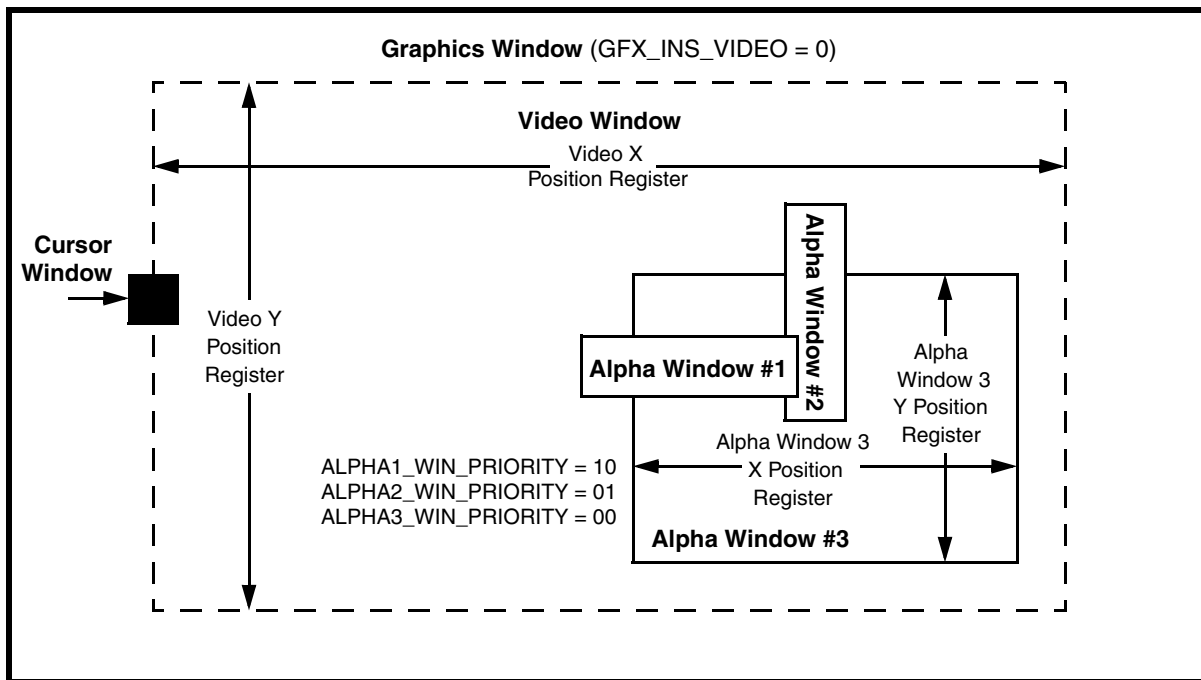 Graphics Window (GFX_INS_VIDEO = 0)
Video Window
Video X
Position Register
Cursor
Window
Video Y
Position
Register
Alpha Window #2
Alpha Window #1
Alpha
Window 3
Y Position
Register
Alpha Window 3
X Position
Register
ALPHA1_WIN_PRIORITY = 10
ALPHA2_WIN_PRIORITY = 01
ALPHA3_WIN_PRIORITY = 00
Alpha Window #3